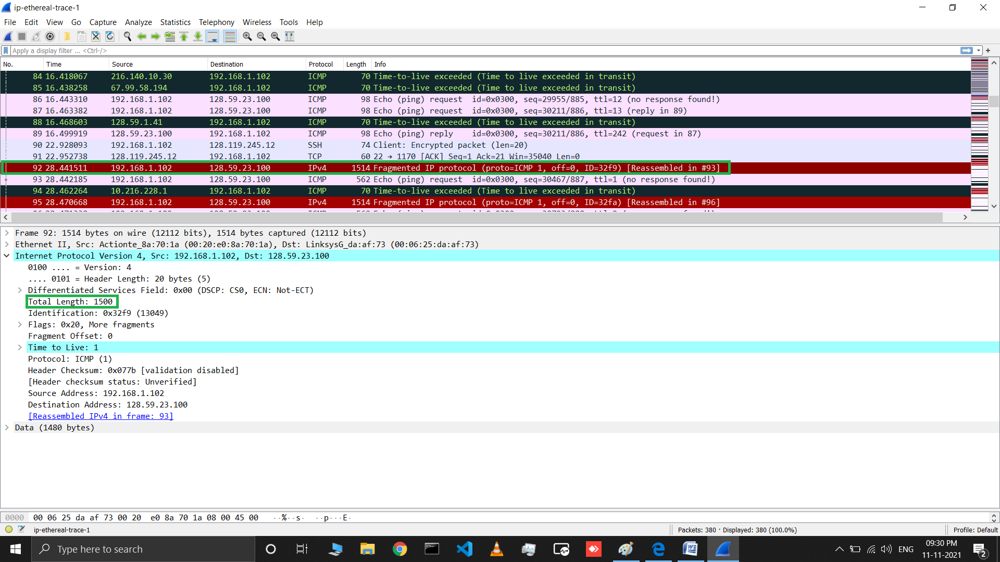 ip-ethereal-trace-1
File Edit View Go Capture Analyze Statistics Telephony Wireless Tools Help
Apply a display filter ... <Ctrl-/>
No. Time Source Destination Protocol Length Info
84 16.418067 216.140.10.30 192.168.1.102 ICMP 70 Time-to-live exceeded (Time to live exceeded in transit)
85 16.438258 67.99.58.194 192.168.1.102 ICMP 70 Time-to-live exceeded (Time to live exceeded in transit)
86 16.443310 192.168.1.102 128.59.23.100 ICMP 98 Echo (ping) request id=0x0300, seq=29955/885, ttl=12 (no response found!)
87 16.463382 192.168.1.102 128.59.23.100 ICMP 98 Echo (ping) request id=0x0300, seq=30211/886, ttl=13 (reply in 89)
88 16.468603 128.59.1.41 192.168.1.102 ICMP 70 Time-to-live exceeded (Time to live exceeded in transit)
89 16.499919 128.59.23.100 192.168.1.102 ICMP 98 Echo (ping) reply id=0x0300, seq=30211/886, ttl=242 (request in 87)
90 22.928093 192.168.1.102 128.119.245.12 SSH 74 Client: Encrypted packet (len=20)
91 22.952738 128.119.245.12 192.168.1.102 TCP 60 22 → 1170 [ACK] Seq=1 Ack=21 Win=35040 Len=0
92 28.441511 192.168.1.102 128.59.23.100 IPv4 1514 Fragmented IP protocol (proto=ICMP 1, off=0, ID=32f9) [Reassembled in #93]
93 28.442185 192.168.1.102 128.59.23.100 ICMP 562 Echo (ping) request id=0x0300, seq=30467/887, ttl=1 (no response found!)
94 28.462264 10.216.228.1 192.168.1.102 ICMP 70 Time-to-live exceeded (Time to live exceeded in transit)
95 28.470668 192.168.1.102 128.59.23.100 IPv4 1514 Fragmented IP protocol (proto=ICMP 1, off=0, ID=32fa) [Reassembled in #96]
Frame 92: 1514 bytes on wire (12112 bits), 1514 bytes captured (12112 bits)
Ethernet II, Src: Actionte_8a:70:1a (00:20:e0:8a:70:1a), Dst: LinksysG_da:af:73 (00:06:25:da:af:73)
Internet Protocol Version 4, Src: 192.168.1.102, Dst: 128.59.23.100
0100 .... = Version: 4
.... 0101 = Header Length: 20 bytes (5)
Differentiated Services Field: 0x00 (DSCP: CS0, ECN: Not-ECT)
Total Length: 1500
Identification: 0x32f9 (13049)
Flags: 0x20, More fragments
Fragment Offset: 0
Time to Live: 1
Protocol: ICMP (1)
Header Checksum: 0x077b [validation disabled]
[Header checksum status: Unverified]
Source Address: 192.168.1.102
Destination Address: 128.59.23.100
[Reassembled IPv4 in frame: 93]
Data (1480 bytes)
0000 00 06 25 da af 73 00 20 e0 8a 70 1a 08 00 45 00 ··%··s· ··p···E·
ip-ethereal-trace-1 Packets: 380 · Displayed: 380 (100.0%) Profile: Default
Type here to search ENG 09:30 PM
11-11-2021 2